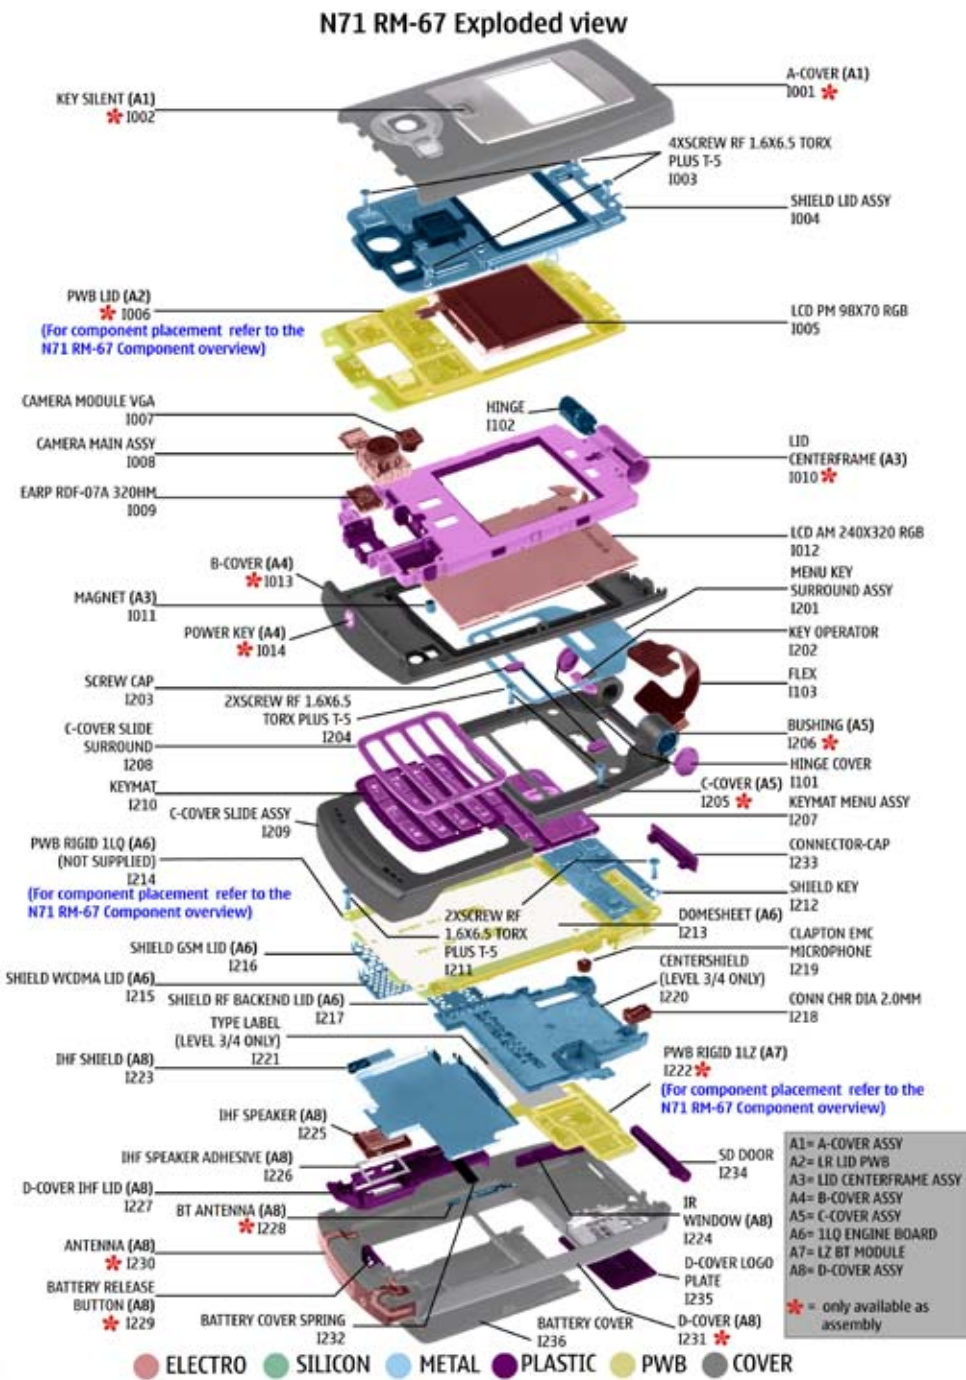 N71 RM-67 Exploded view
A-COVER (A1)
I001 *
KEY SILENT (A1)
* I002
4XSCREW RF 1.6X6.5 TORX
PLUS T-5
I003
SHIELD LID ASSY
I004
PWB LID (A2)
* I006
(For component placement refer to the
N71 RM-67 Component overview)
LCD PM 98X70 RGB
I005
CAMERA MODULE VGA
I007
HINGE
I102
CAMERA MAIN ASSY
I008
LID
CENTERFRAME (A3)
I010 *
EARP RDF-07A 320HM
I009
LCD AM 240X320 RGB
I012
B-COVER (A4)
* I013
MENU KEY
SURROUND ASSY
I201
MAGNET (A3)
I011
POWER KEY (A4)
* I014
KEY OPERATOR
I202
FLEX
I103
SCREW CAP
I203
2XSCREW RF 1.6X6.5
TORX PLUS T-5
I204
C-COVER SLIDE
SURROUND
I208
BUSHING (A5)
I206 *
HINGE COVER
I101
KEYMAT
I210
C-COVER (A5)
I205 *
KEYMAT MENU ASSY
I207
C-COVER SLIDE ASSY
I209
PWB RIGID 1LQ (A6)
(NOT SUPPLIED)
I214
(For component placement refer to the
N71 RM-67 Component overview)
CONNECTOR-CAP
I233
SHIELD KEY
I212
2XSCREW RF
1.6X6.5 TORX
PLUS T-5
I211
DOMESHEET (A6)
I213
SHIELD GSM LID (A6)
I216
CLAPTON EMC
MICROPHONE
I219
CENTERSHIELD
(LEVEL 3/4 ONLY)
I220
SHIELD WCDMA LID (A6)
I215
SHIELD RF BACKEND LID (A6)
I217
CONN CHR DIA 2.0MM
I218
TYPE LABEL
(LEVEL 3/4 ONLY)
I221
IHF SHIELD (A8)
I223
PWB RIGID 1LZ (A7)
I222 *
(For component placement refer to the
N71 RM-67 Component overview)
IHF SPEAKER (A8)
I225
IHF SPEAKER ADHESIVE (A8)
I226
SD DOOR
I234
D-COVER IHF LID (A8)
I227
BT ANTENNA (A8)
* I228
IR
WINDOW (A8)
I224
ANTENNA (A8)
* I230
D-COVER LOGO
PLATE
I235
BATTERY RELEASE
BUTTON (A8)
* I229
BATTERY COVER SPRING
I232
BATTERY COVER
I236
D-COVER (A8)
I231 *
A1= A-COVER ASSY
A2= LR LID PWB
A3= LID CENTERFRAME ASSY
A4= B-COVER ASSY
A5= C-COVER ASSY
A6= 1LQ ENGINE BOARD
A7= LZ BT MODULE
A8= D-COVER ASSY
* = only available as
assembly
ELECTRO SILICON METAL PLASTIC PWB COVER